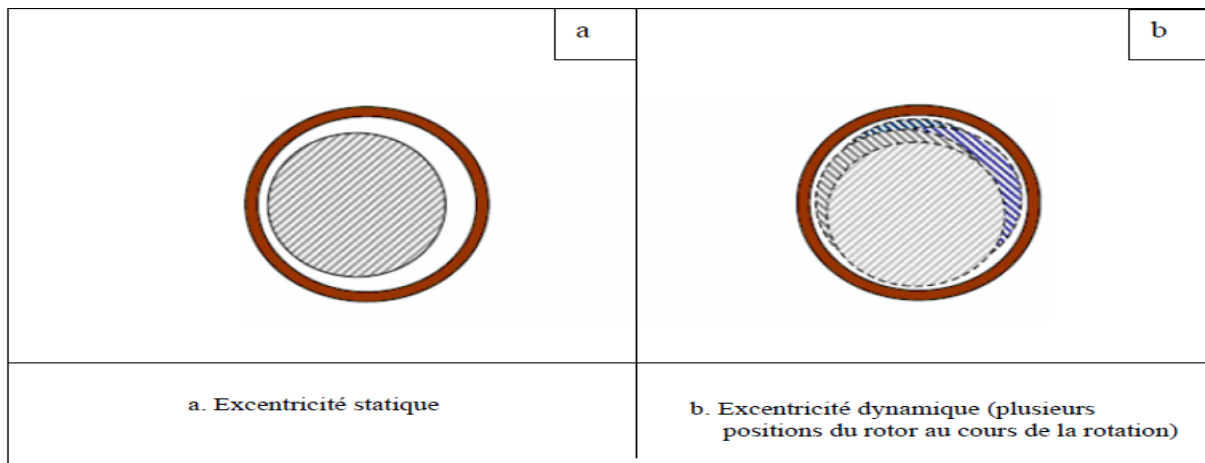 a
b
a. Excentricité statique
b. Excentricité dynamique (plusieurs
positions du rotor au cours de la rotation)